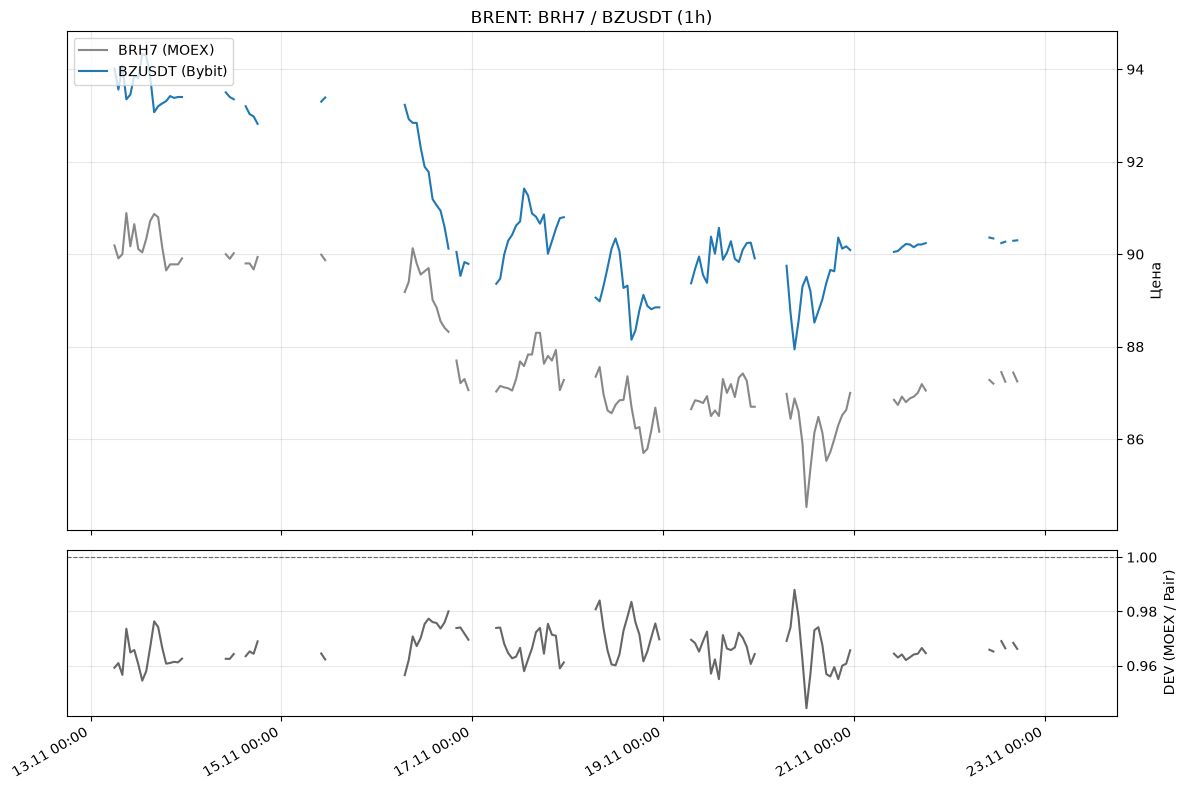 BRENT: BRH7 / BZUSDT (1h)
BRH7 (MOEX)
BZUSDT (Bybit)
94
92
90
88
86
Цена
1.00
0.98
0.96
DEV (MOEX / Pair)
13.11 00:00
15.11 00:00
17.11 00:00
19.11 00:00
21.11 00:00
23.11 00:00